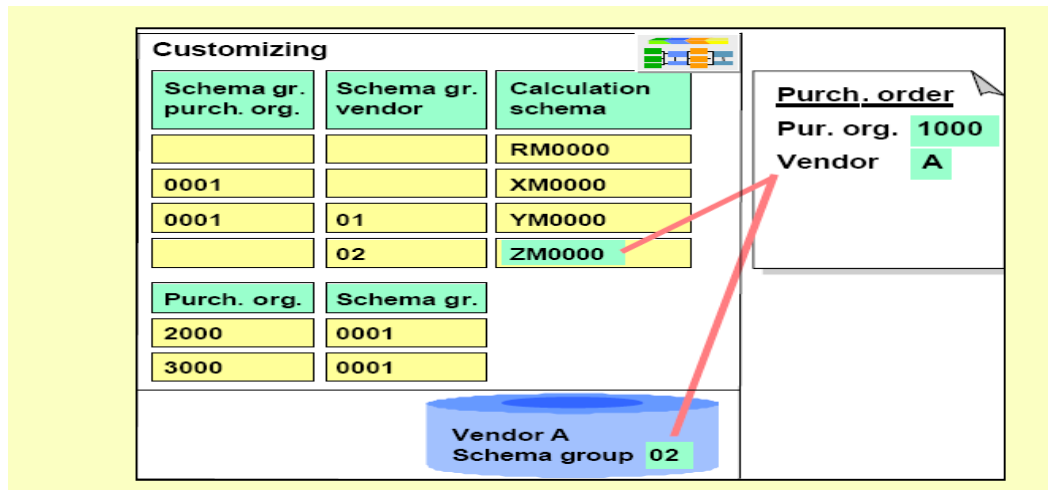 Customizing
Schema gr. purch. org.
Schema gr. vendor
Calculation schema
RM0000
0001 XM0000
0001 01 YM0000
02 ZM0000
Purch. org. Schema gr.
2000 0001
3000 0001
Vendor A
Schema group 02
Purch. order
Pur. org. 1000
Vendor A